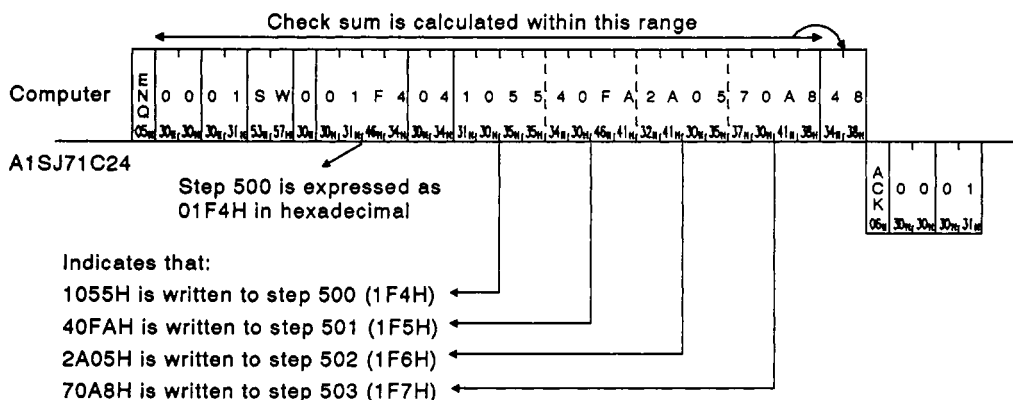 Check sum is calculated within this range
Computer
ENQ 0 0 0 1 S W 0 0 1 F 4 0 4 1 0 5 5 4 0 F A 2 A 0 5 7 0 A 8 4 8
05H 30H 30H 30H 31H 53H 57H 30H 30H 31H 46H 34H 30H 34H 31H 30H 35H 35H 34H 30H 46H 41H 32H 41H 30H 35H 37H 30H 41H 38H 34H 38H
A1SJ71C24
ACK 0 0 0 1
06H 30H 30H 30H 31H
Step 500 is expressed as
01F4H in hexadecimal
Indicates that:
1055H is written to step 500 (1F4H)
40FAH is written to step 501 (1F5H)
2A05H is written to step 502 (1F6H)
70A8H is written to step 503 (1F7H)